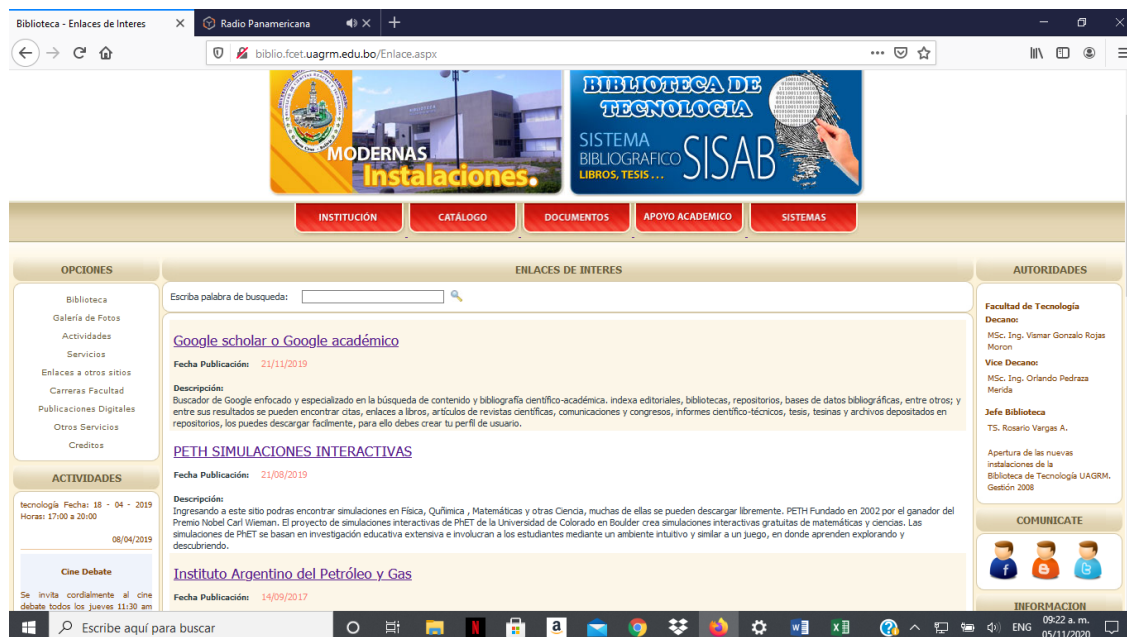 Biblioteca - Enlaces de Interes
Radio Panamericana
biblio.fcet.uagrm.edu.bo/Enlace.aspx
MODERNAS
Instalaciones.
BIBLIOTECA DE
TECNOLOGIA
SISTEMA
BIBLIOGRAFICO SISAB
LIBROS, TESIS ...
INSTITUCIÓN
CATÁLOGO
DOCUMENTOS
APOYO ACADEMICO
SISTEMAS
OPCIONES
Biblioteca
Galería de Fotos
Actividades
Servicios
Enlaces a otros sitios
Carreras Facultad
Publicaciones Digitales
Otros Servicios
Creditos
ACTIVIDADES
tecnología Fecha: 18 - 04 - 2019
Horas: 17:00 a 20:00
08/04/2019
Cine Debate
Se invita cordialmente al cine
debate todos los jueves 11:30 am
ENLACES DE INTERES
Escriba palabra de busqueda:
Google scholar o Google académico
Fecha Publicación: 21/11/2019
Descripción:
Buscador de Google enfocado y especializado en la búsqueda de contenido y bibliografía científico-académica. indexa editoriales, bibliotecas, repositorios, bases de datos bibliográficas, entre otros; y
entre sus resultados se pueden encontrar citas, enlaces a libros, artículos de revistas científicas, comunicaciones y congresos, informes científico-técnicos, tesis, tesinas y archivos depositados en
repositorios, los puedes descargar facilmente, para ello debes crear tu perfil de usuario.
PETH SIMULACIONES INTERACTIVAS
Fecha Publicación: 21/08/2019
Descripción:
Ingresando a este sitio podras encontrar simulaciones en Física, Quñimica , Matemáticas y otras Ciencia, muchas de ellas se pueden descargar libremente. PETH Fundado en 2002 por el ganador del
Premio Nobel Carl Wieman. El proyecto de simulaciones interactivas de PhET de la Universidad de Colorado en Boulder crea simulaciones interactivas gratuitas de matemáticas y ciencias. Las
simulaciones de PhET se basan en investigación educativa extensiva e involucran a los estudiantes mediante un ambiente intuitivo y similar a un juego, en donde aprenden explorando y
descubriendo.
Instituto Argentino del Petróleo y Gas
Fecha Publicación: 14/09/2017
AUTORIDADES
Facultad de Tecnología
Decano:
MSc. Ing. Vismar Gonzalo Rojas
Moron
Vice Decano:
MSc. Ing. Orlando Pedraza
Merida
Jefe Biblioteca
TS. Rosario Vargas A.
Apertura de las nuevas
instalaciones de la
Biblioteca de Tecnología UAGRM.
Gestión 2008
COMUNICATE
INFORMACION
Escribe aquí para buscar
ENG
09:22 a. m.
05/11/2020